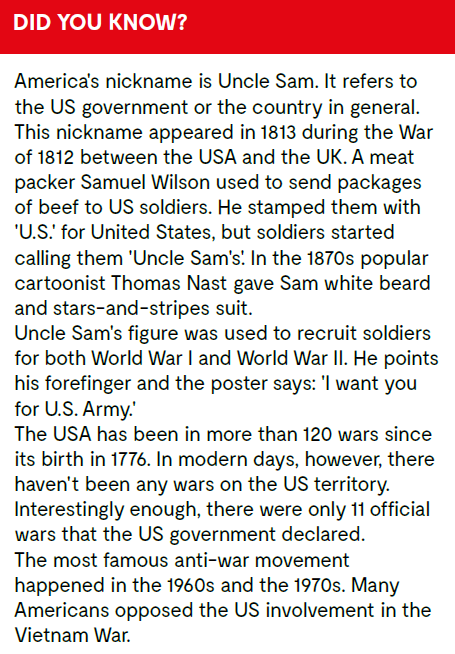 DID YOU KNOW?
America's nickname is Uncle Sam. It refers to
the US government or the country in general.
This nickname appeared in 1813 during the War
of 1812 between the USA and the UK. A meat
packer Samuel Wilson used to send packages
of beef to US soldiers. He stamped them with
'U.S.' for United States, but soldiers started
calling them 'Uncle Sam's'. In the 1870s popular
cartoonist Thomas Nast gave Sam white beard
and stars-and-stripes suit.
Uncle Sam's figure was used to recruit soldiers
for both World War I and World War II. He points
his forefinger and the poster says: 'I want you
for U.S. Army.'
The USA has been in more than 120 wars since
its birth in 1776. In modern days, however, there
haven't been any wars on the US territory.
Interestingly enough, there were only 11 official
wars that the US government declared.
The most famous anti-war movement
happened in the 1960s and the 1970s. Many
Americans opposed the US involvement in the
Vietnam War.